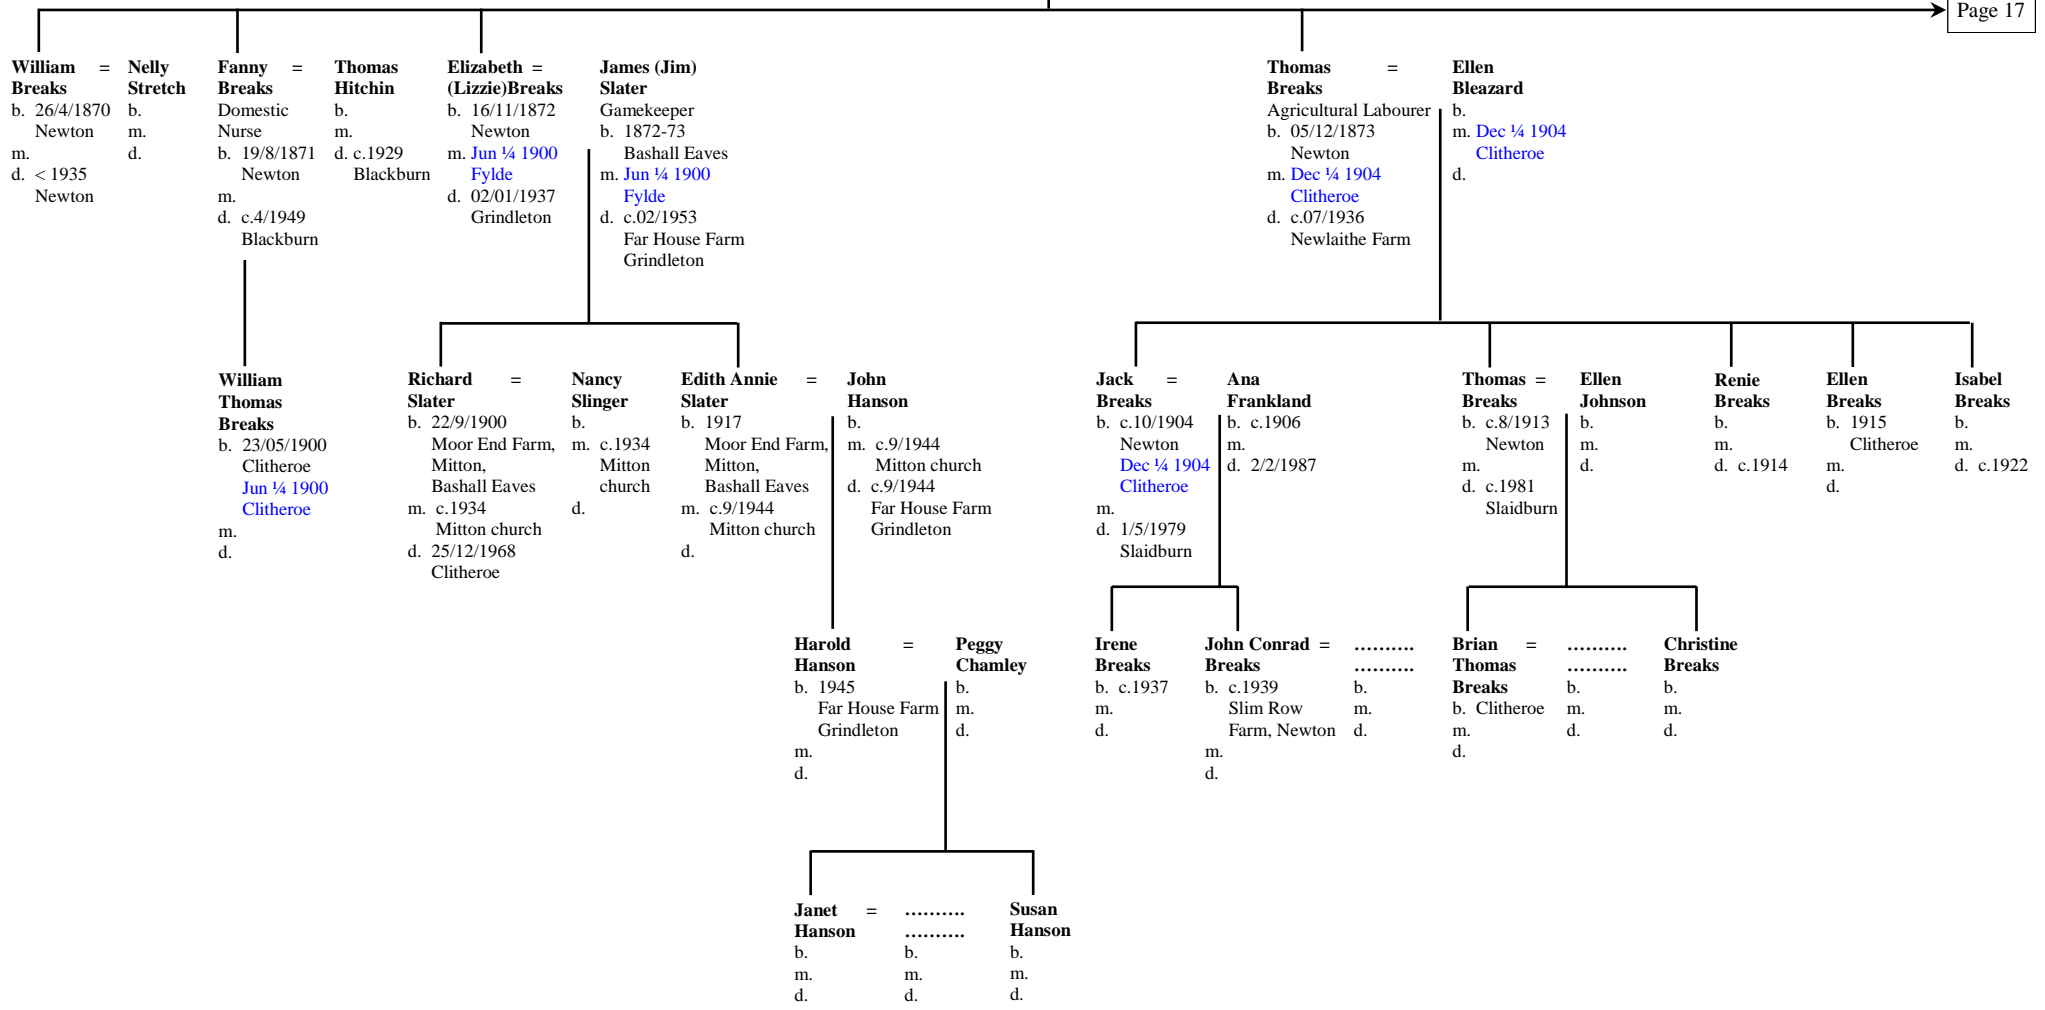 Page 17
William = Nelly
Breaks Stretch
b. 26/4/1870 b.
Newton m.
m. d.
d. < 1935
Newton
Fanny = Thomas
Breaks Hitchin
Domestic b.
Nurse m.
b. 19/8/1871 d. c.1929
Newton Blackburn
m.
d. c.4/1949
Blackburn
Elizabeth = James (Jim)
(Lizzie)Breaks Slater
b. 16/11/1872 Gamekeeper
Newton b. 1872-73
m. Jun ¼ 1900 Bashall Eaves
Fylde m. Jun ¼ 1900
d. 02/01/1937 Fylde
Grindleton d. c.02/1953
Far House Farm
Grindleton
Thomas = Ellen
Breaks Bleazard
Agricultural Labourer b.
b. 05/12/1873 m. Dec ¼ 1904
Newton Clitheroe
m. Dec ¼ 1904 d.
Clitheroe
d. c.07/1936
Newlaithe Farm
William
Thomas
Breaks
b. 23/05/1900
Clitheroe
Jun ¼ 1900
Clitheroe
m.
d.
Richard = Nancy
Slater Slinger
b. 22/9/1900 b.
Moor End Farm, m. c.1934
Mitton, Mitton
Bashall Eaves church
m. c.1934 d.
Mitton church
d. 25/12/1968
Clitheroe
Edith Annie = John
Slater Hanson
b. 1917 b.
Moor End Farm, m. c.9/1944
Mitton, Mitton church
Bashall Eaves d. c.9/1944
m. c.9/1944 Far House Farm
Mitton church Grindleton
d.
Jack = Ana
Breaks Frankland
b. c.10/1904 b. c.1906
Newton m.
Dec ¼ 1904 d. 2/2/1987
Clitheroe
m.
d. 1/5/1979
Slaidburn
Thomas = Ellen
Breaks Johnson
b. c.8/1913 b.
Newton m.
m. d.
d. c.1981
Slaidburn
Renie
Breaks
b.
m.
d. c.1914
Ellen
Breaks
b. 1915
Clitheroe
m.
d.
Isabel
Breaks
b.
m.
d. c.1922
Harold = Peggy
Hanson Chamley
b. 1945 b.
Far House Farm m.
Grindleton d.
m.
d.
Irene
Breaks
b. c.1937
m.
d.
John Conrad = ..........
Breaks ..........
b. c.1939 b.
Slim Row m.
Farm, Newton d.
m.
d.
Brian = ..........
Thomas ..........
Breaks b.
b. Clitheroe m.
m. d.
d.
Christine
Breaks
b.
m.
d.
Janet = ..........
Hanson ..........
b. b.
m. m.
d. d.
Susan
Hanson
b.
m.
d.